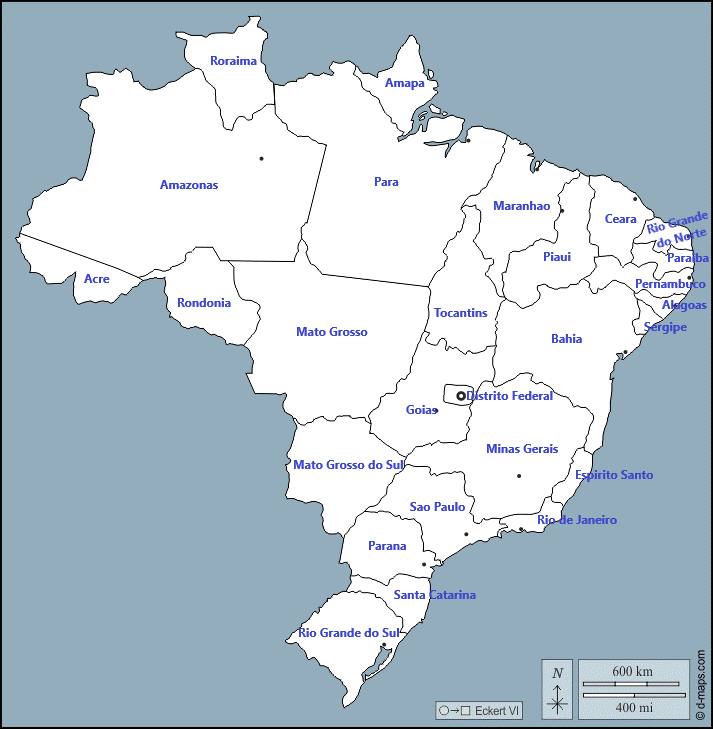 Roraima
Amapa
Amazonas
Para
Maranhao
Ceara
Rio Grande
do Norte
Piaui
Paraiba
Acre
Pernambuco
Rondonia
Alagoas
Tocantins
Mato Grosso
Sergipe
Bahia
Distrito Federal
Goias
Minas Gerais
Mato Grosso do Sul
Espirito Santo
Sao Paulo
Rio de Janeiro
Parana
Santa Catarina
Rio Grande do Sul
N
600 km
400 mi
Eckert VI
© d-maps.com